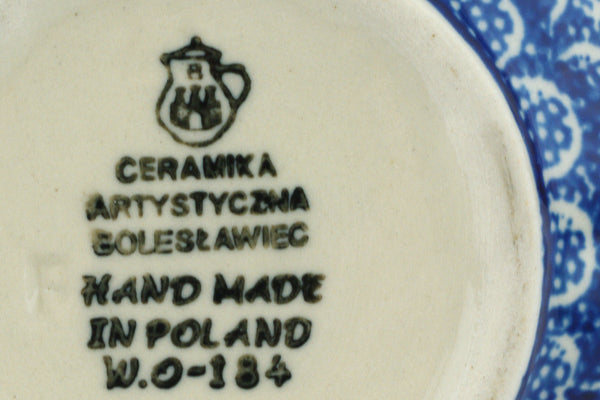 CERAMIKA
ARTYSTYCZNA
BOLESŁAWIEC
HAND MADE
IN POLAND
W.O-184